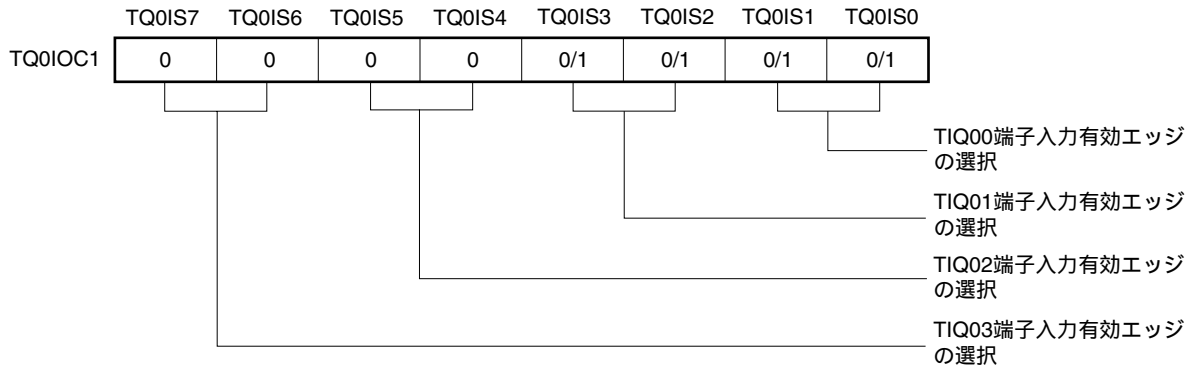 TQ0IS7 TQ0IS6 TQ0IS5 TQ0IS4 TQ0IS3 TQ0IS2 TQ0IS1 TQ0IS0
TQ0IOC1 0 0 0 0 0/1 0/1 0/1 0/1
TIQ00端子入力有効エッジ
の選択
TIQ01端子入力有効エッジ
の選択
TIQ02端子入力有効エッジ
の選択
TIQ03端子入力有効エッジ
の選択